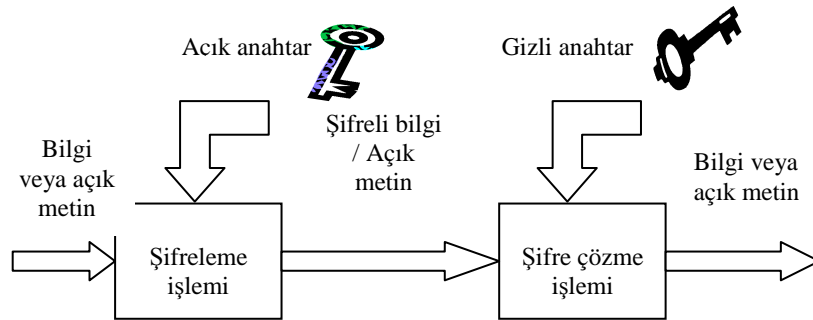 Acık anahtar
Gizli anahtar
Şifreli bilgi
/ Açık
metin
Bilgi
veya açık
metin
Bilgi veya
açık metin
Şifreleme
işlemi
Şifre çözme
işlemi